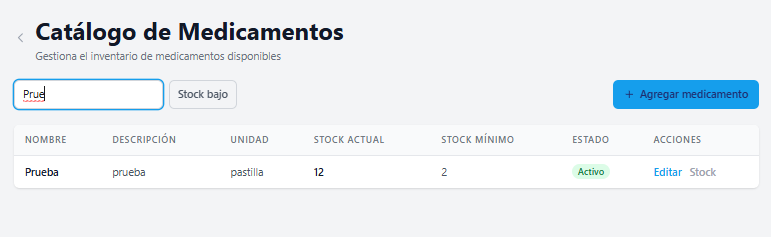 Catálogo de Medicamentos
Gestiona el inventario de medicamentos disponibles
Prue Stock bajo + Agregar medicamento
NOMBRE DESCRIPCIÓN UNIDAD STOCK ACTUAL STOCK MÍNIMO ESTADO ACCIONES
Prueba prueba pastilla 12 2 Activo Editar Stock